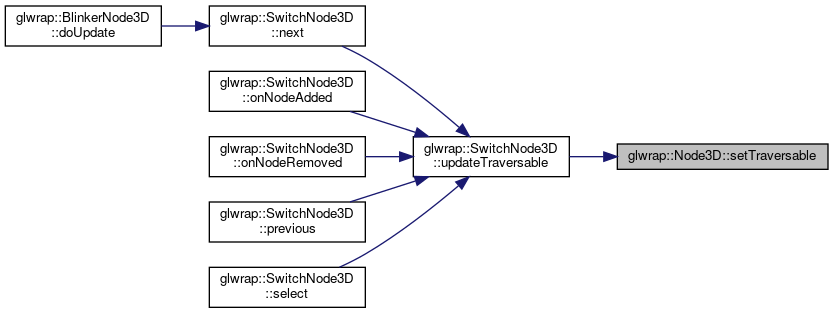 glwrap::BlinkerNode3D
::doUpdate
glwrap::SwitchNode3D
::next
glwrap::SwitchNode3D
::onNodeAdded
glwrap::SwitchNode3D
::onNodeRemoved
glwrap::SwitchNode3D
::previous
glwrap::SwitchNode3D
::select
glwrap::SwitchNode3D
::updateTraversable
glwrap::Node3D::setTraversable